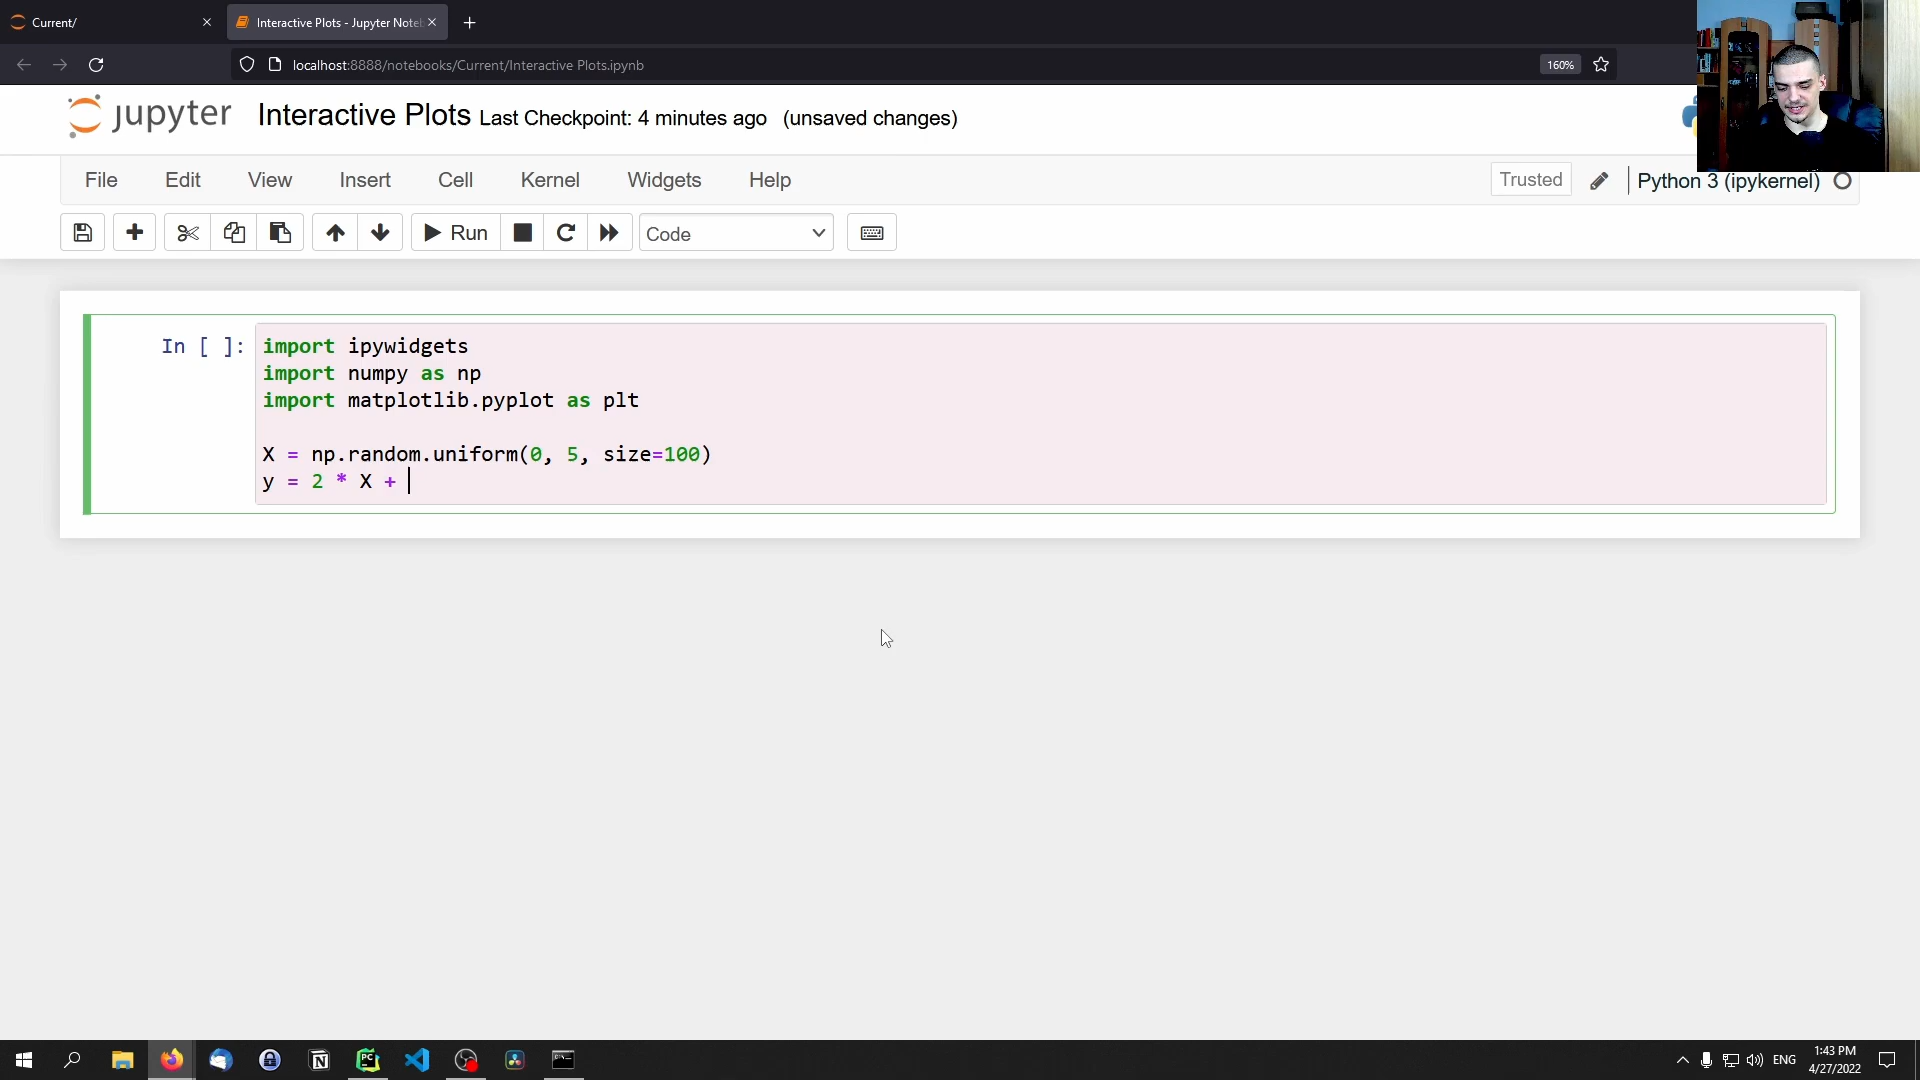 Current/
Interactive Plots - Jupyter Noteb
localhost:8888/notebooks/Current/Interactive Plots.ipynb
160%
jupyter
Interactive Plots Last Checkpoint: 4 minutes ago (unsaved changes)
File Edit View Insert Cell Kernel Widgets Help
Trusted
Python 3 (ipykernel)
Run
Code
In [ ]:
import ipywidgets
import numpy as np
import matplotlib.pyplot as plt
X = np.random.uniform(0, 5, size=100)
y = 2 * X +
ENG
1:43 PM
4/27/2022